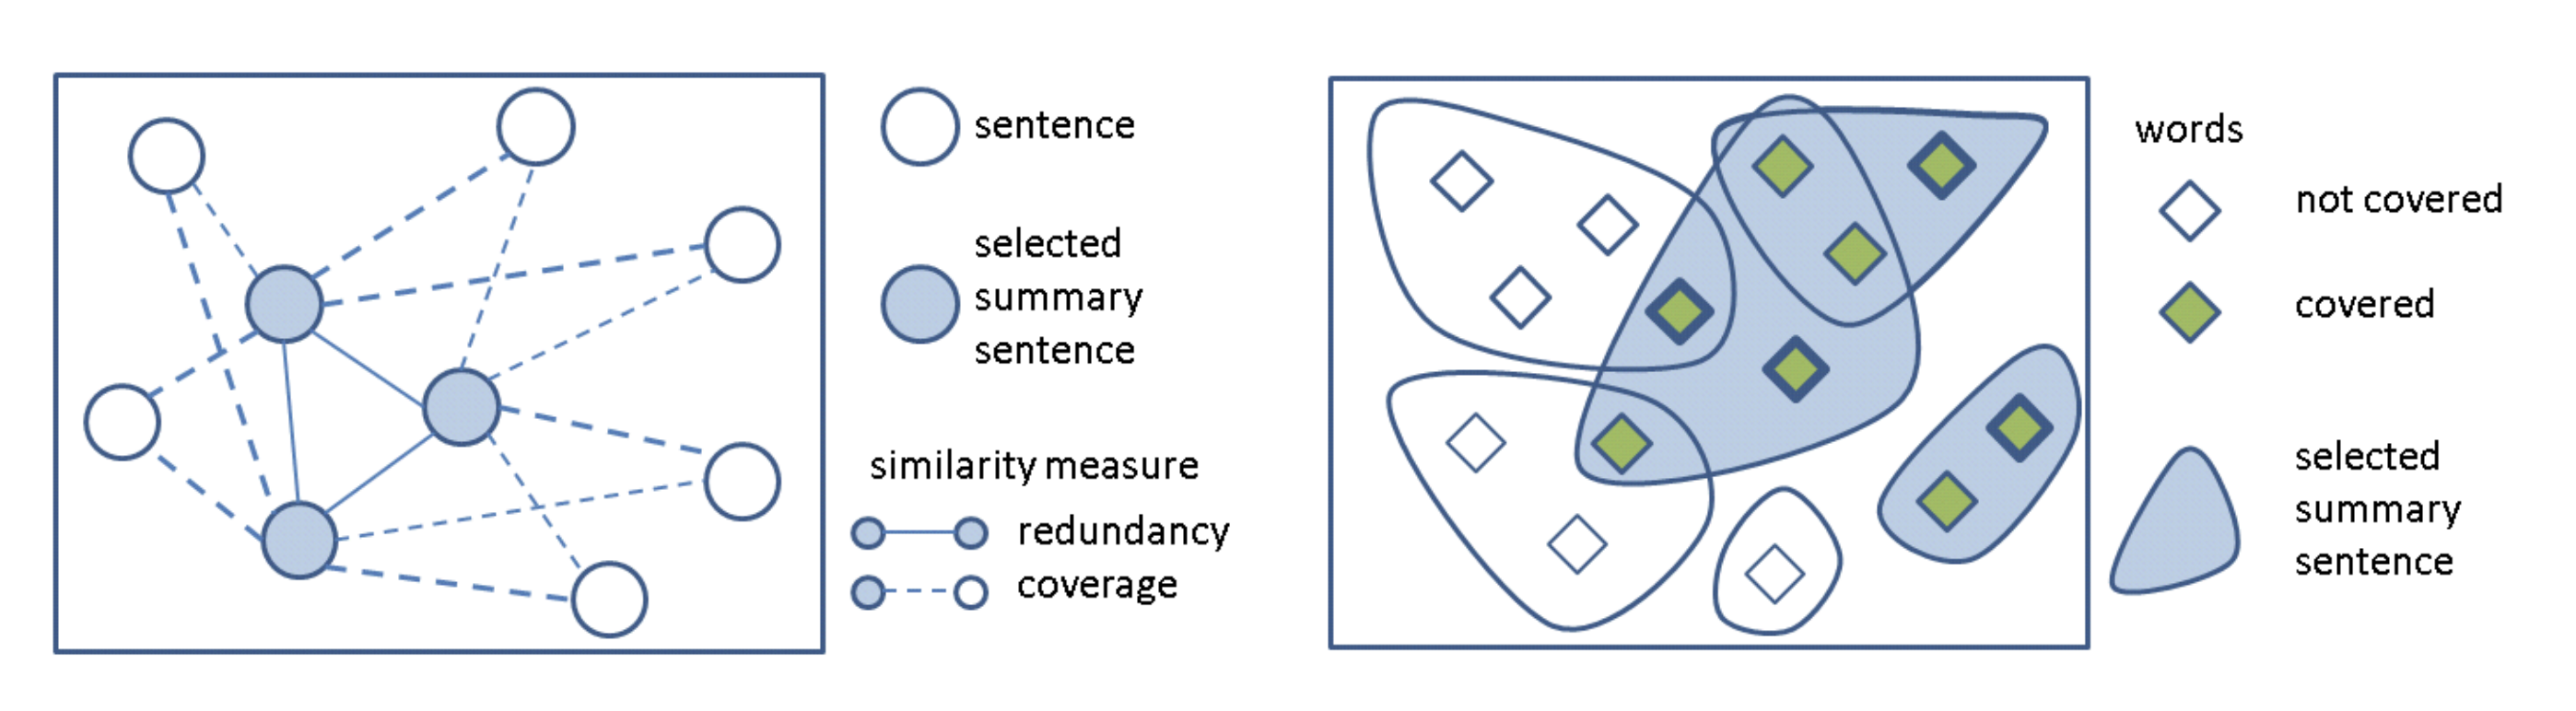 sentence
selected
summary
sentence
similarity measure
redundancy
coverage
words
not covered
covered
selected
summary
sentence